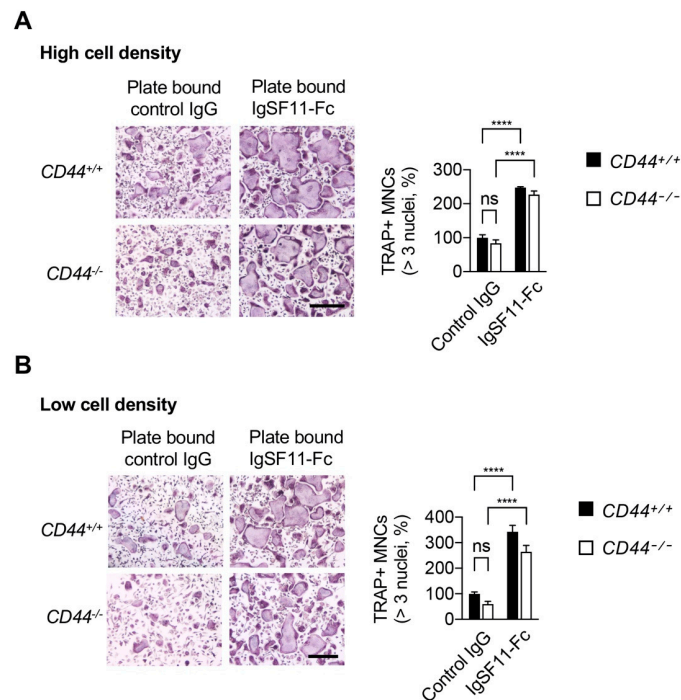 A
High cell density
Plate bound control IgG
Plate bound IgSF11-Fc
CD44+/+
CD44-/-
TRAP+ MNCs
(> 3 nuclei, %)
300
200
100
0
ns
****
****
Control IgG
IgSF11-Fc
CD44+/+
CD44-/-
B
Low cell density
Plate bound control IgG
Plate bound IgSF11-Fc
CD44+/+
CD44-/-
TRAP+ MNCs
(> 3 nuclei, %)
400
300
200
100
0
ns
****
****
Control IgG
IgSF11-Fc
CD44+/+
CD44-/-